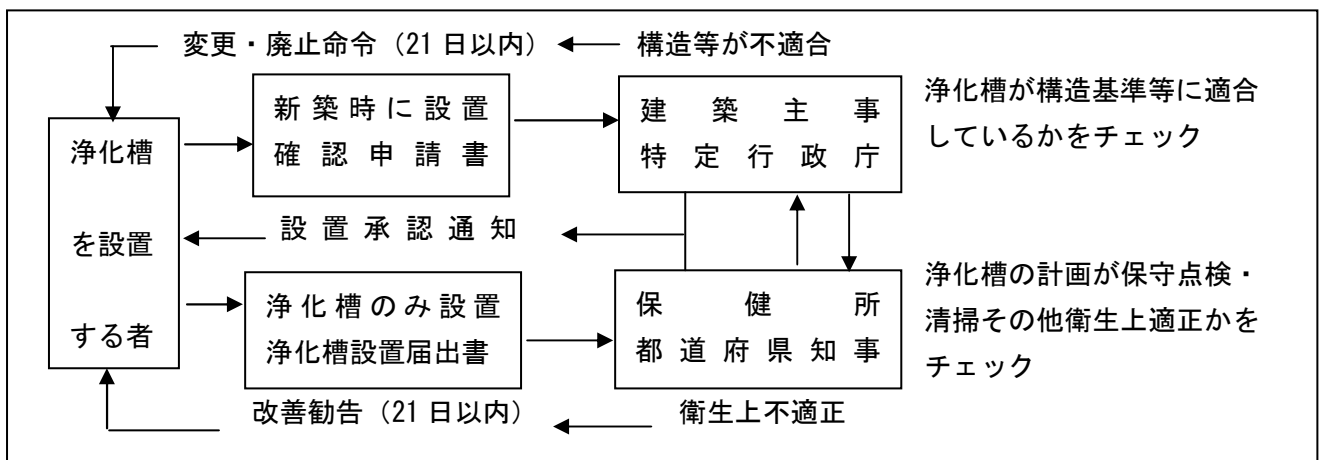 変更・廃止命令（21日以内） 構造等が不適合
新築時に設置
確認申請書
建築主事
特定行政庁
浄化槽が構造基準等に適合
しているかをチェック
浄化槽
を設置
する者
設置承認通知
浄化槽のみ設置
浄化槽設置届出書
保健所
都道府県知事
浄化槽の計画が保守点検・
清掃その他衛生上適正かを
チェック
改善勧告（21日以内） 衛生上不適正